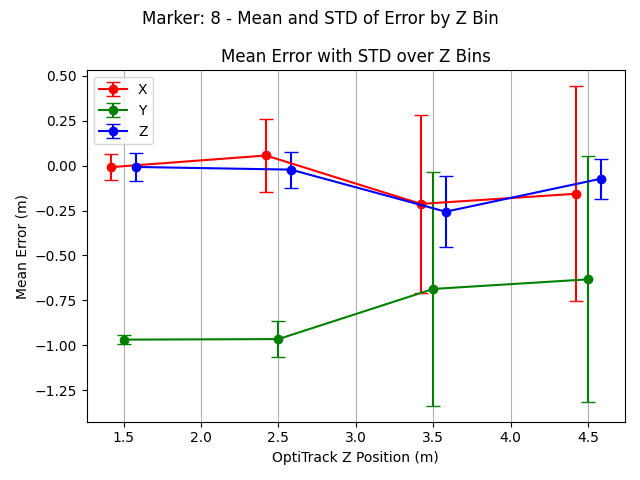 Marker: 8 - Mean and STD of Error by Z Bin
Mean Error with STD over Z Bins
X
Y
Z
0.50
0.25
0.00
−0.25
−0.50
−0.75
−1.00
−1.25
Mean Error (m)
1.5 2.0 2.5 3.0 3.5 4.0 4.5
OptiTrack Z Position (m)